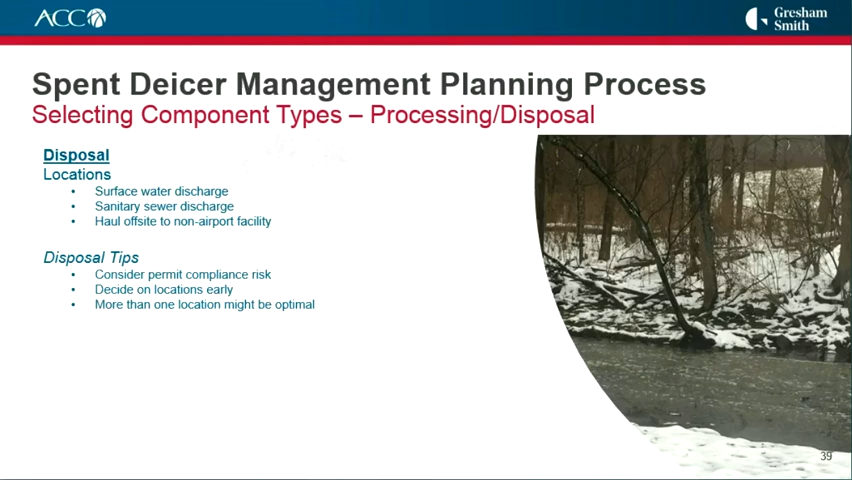 ACC
Gresham
Smith
Spent Deicer Management Planning Process
Selecting Component Types – Processing/Disposal
Disposal
Locations
• Surface water discharge
• Sanitary sewer discharge
• Haul offsite to non-airport facility
Disposal Tips
• Consider permit compliance risk
• Decide on locations early
• More than one location might be optimal
39